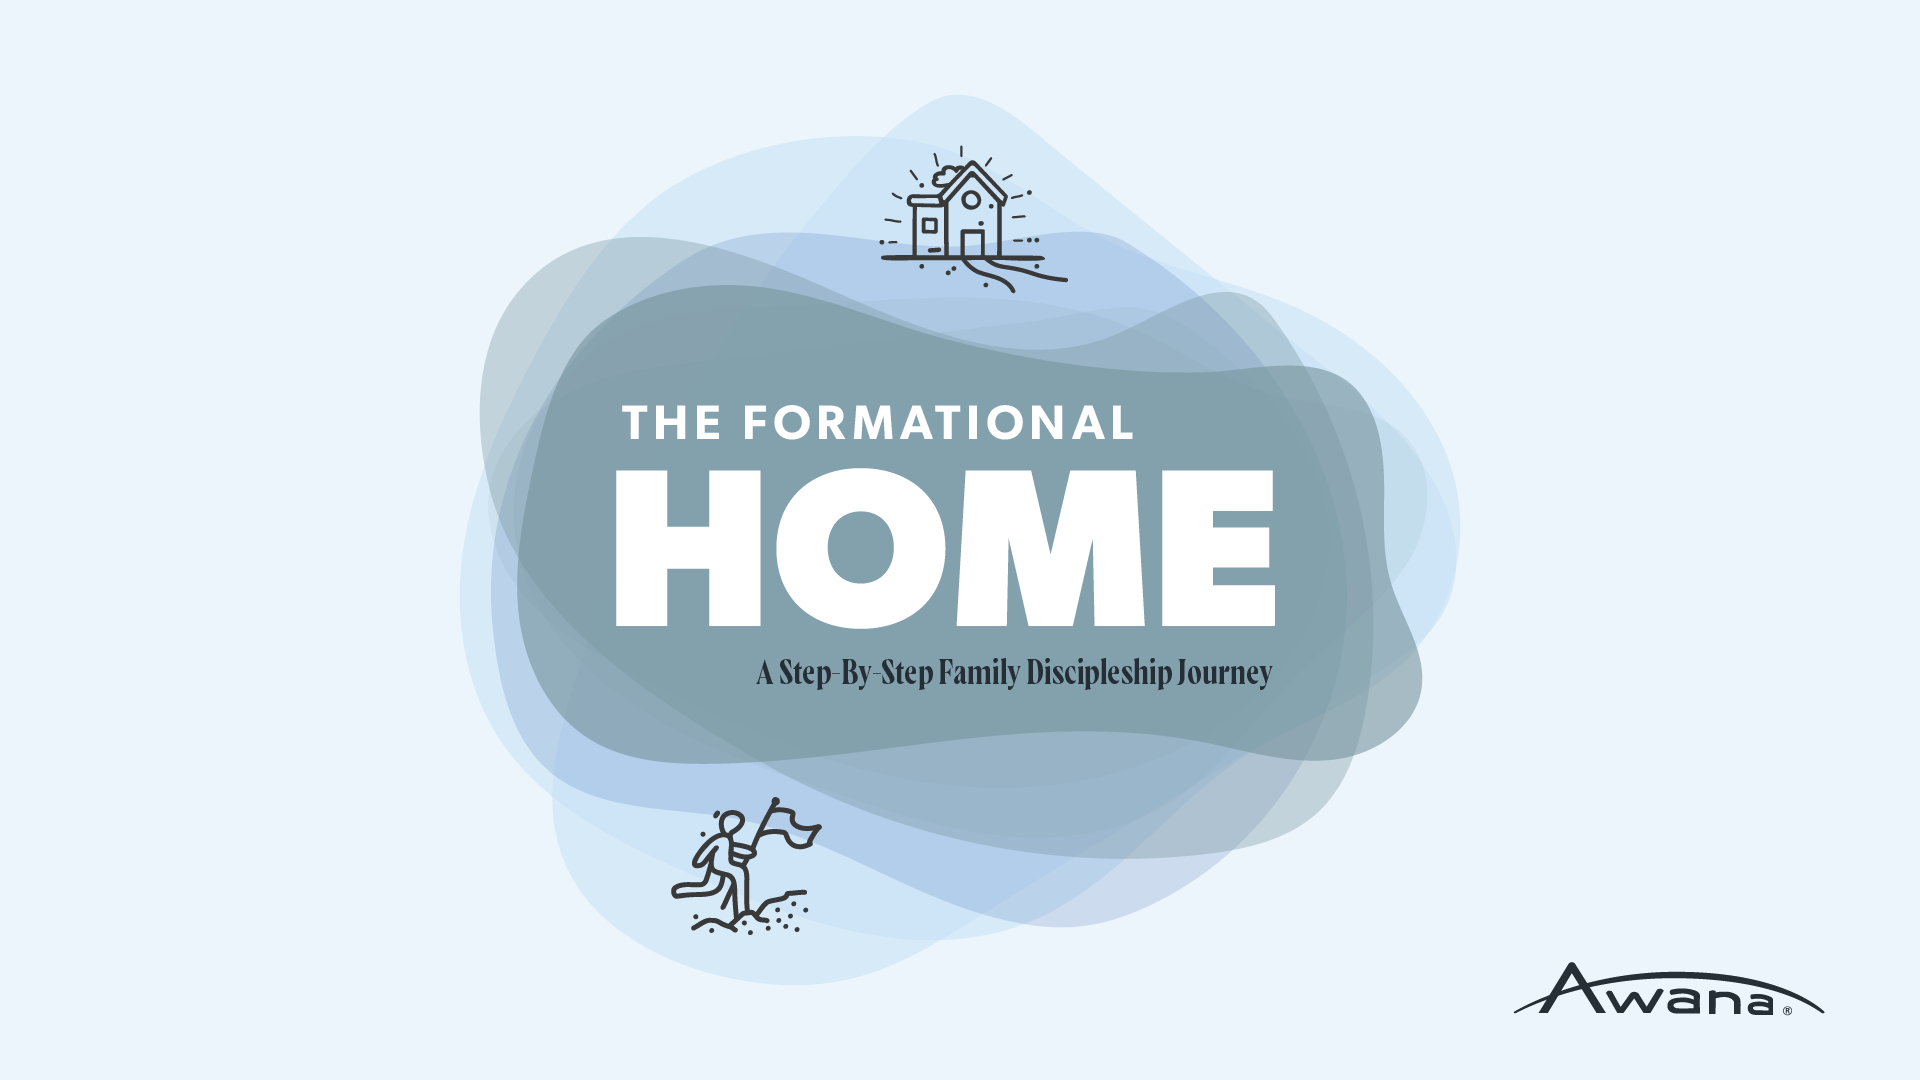 THE FORMATIONAL
HOME
A Step-By-Step Family Discipleship Journey
Awana®